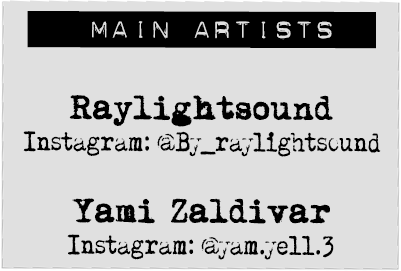 MAIN ARTISTS
Raylightsound
Instagram: @By_raylightsound
Yami Zaldivar
Instagram: @yam.yell.3